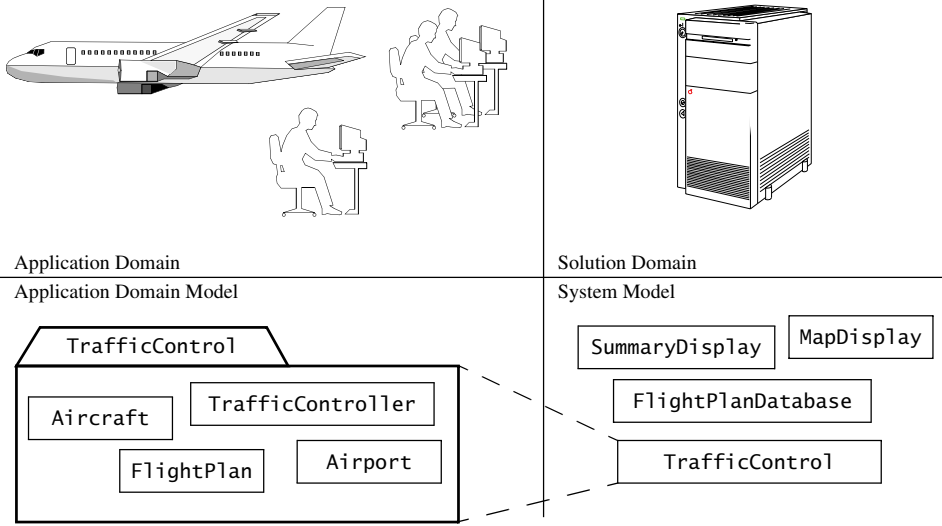 Application Domain
Solution Domain
Application Domain Model
System Model
TrafficControl
Aircraft
TrafficController
FlightPlan
Airport
SummaryDisplay
MapDisplay
FlightPlanDatabase
TrafficControl